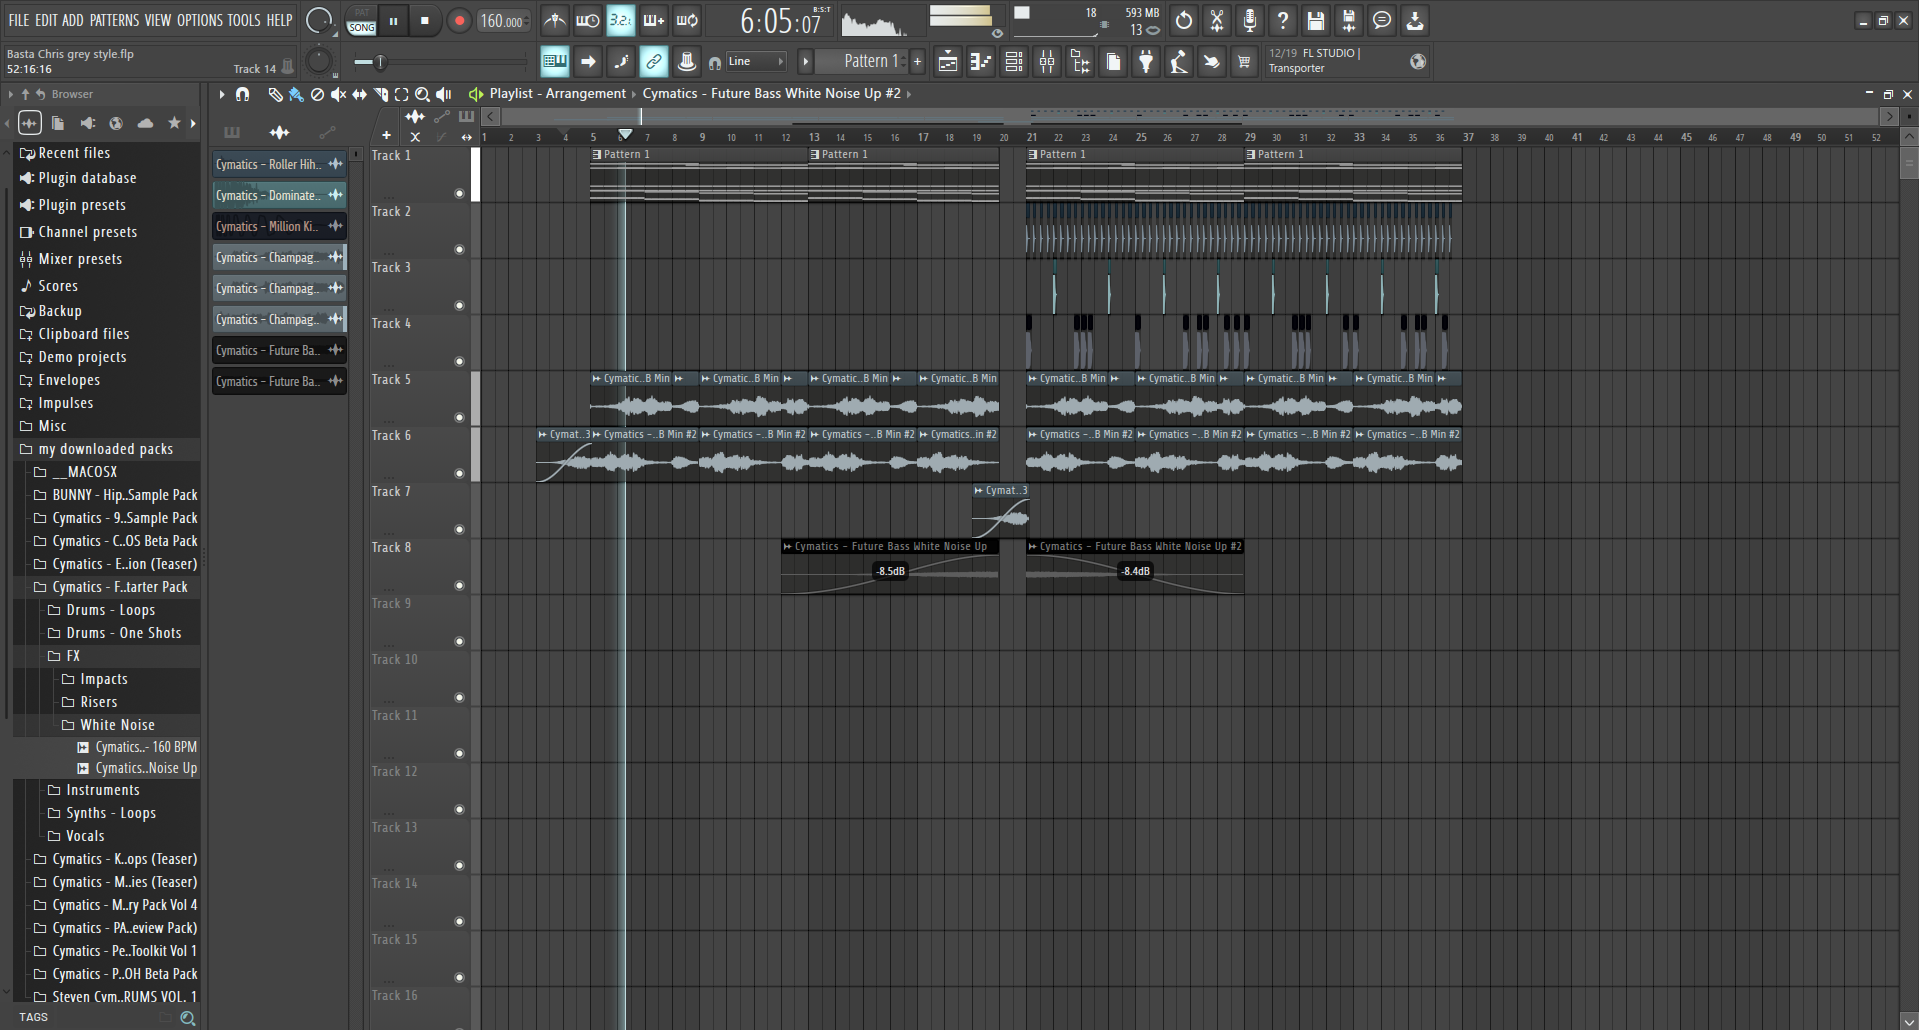 FILE EDIT ADD PATTERNS VIEW OPTIONS TOOLS HELP
PAT
SONG
160.000
3.2.
6:05:07
B:S:T
18
593 MB
13
Basta Chris grey style.flp
52:16:16
Track 14
Line
Pattern 1
+
12/19 FL STUDIO |
Transporter
Browser
Playlist - Arrangement › Cymatics - Future Bass White Noise Up #2 ›
Recent files
Plugin database
Plugin presets
Channel presets
Mixer presets
Scores
Backup
Clipboard files
Demo projects
Envelopes
Impulses
Misc
my downloaded packs
__MACOSX
BUNNY - Hip..Sample Pack
Cymatics - 9..Sample Pack
Cymatics - C..OS Beta Pack
Cymatics - E..ion (Teaser)
Cymatics - F..tarter Pack
Drums - Loops
Drums - One Shots
FX
Impacts
Risers
White Noise
Cymatics..- 160 BPM
Cymatics..Noise Up
Instruments
Synths - Loops
Vocals
Cymatics - K..ops (Teaser)
Cymatics - M..ies (Teaser)
Cymatics - M..ry Pack Vol 4
Cymatics - PA..eview Pack)
Cymatics - Pe..Toolkit Vol 1
Cymatics - P..OH Beta Pack
Steven Cym..RUMS VOL. 1
TAGS
Cymatics - Roller Hih..
Cymatics - Dominate..
Cymatics - Million Ki..
Cymatics - Champag..
Cymatics - Champag..
Cymatics - Champag..
Cymatics - Future Ba..
Cymatics - Future Ba..
1 2 3 4 5 6 7 8 9 10 11 12 13 14 15 16 17 18 19 20 21 22 23 24 25 26 27 28 29 30 31 32 33 34 35 36 37 38 39 40 41 42 43 44 45 46 47 48 49 50 51 52
Track 1
Pattern 1
Pattern 1
Pattern 1
Pattern 1
Track 2
Track 3
Track 4
Track 5
Cymatic..B Min
Cymatic..B Min
Cymatic..B Min
Cymatic..B Min
Cymatic..B Min
Cymatic..B Min
Cymatic..B Min
Cymatic..B Min
Track 6
Cymat..3
Cymatics -..B Min #2
Cymatics -..B Min #2
Cymatics -..B Min #2
Cymatics..in #2
Cymatics -..B Min #2
Cymatics -..B Min #2
Cymatics -..B Min #2
Cymatics -..B Min #2
Track 7
Cymat..3
Track 8
Cymatics - Future Bass White Noise Up
-8.5dB
Cymatics - Future Bass White Noise Up #2
-8.4dB
Track 9
Track 10
Track 11
Track 12
Track 13
Track 14
Track 15
Track 16